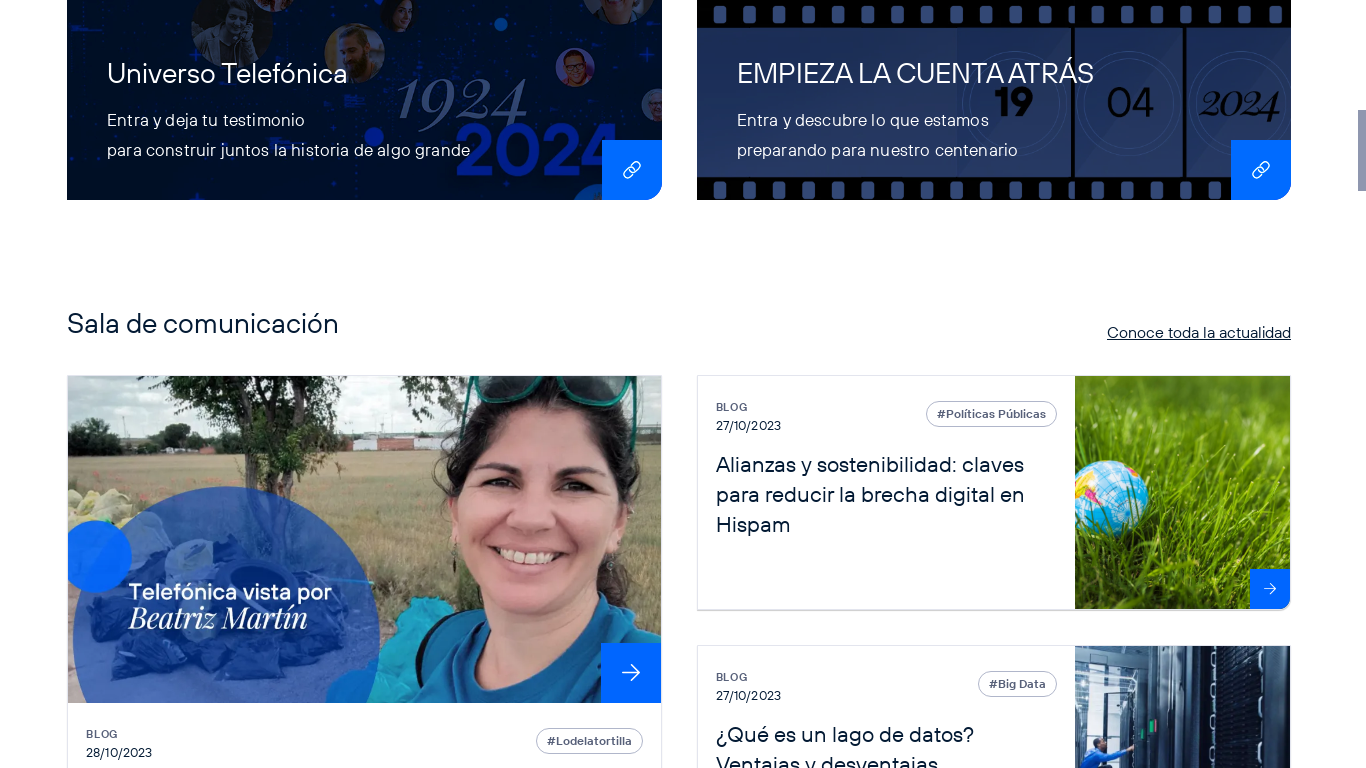 Universo Telefónica
Entra y deja tu testimonio
para construir juntos la historia de algo grande
1924
2024
EMPIEZA LA CUENTA ATRÁS
19
04
2024
Entra y descubre lo que estamos
preparando para nuestro centenario
Sala de comunicación
Conoce toda la actualidad
Telefónica vista por
Beatriz Martín
BLOG
28/10/2023
#Lodelatortilla
BLOG
#Políticas Públicas
27/10/2023
Alianzas y sostenibilidad: claves
para reducir la brecha digital en
Hispam
BLOG
#Big Data
27/10/2023
¿Qué es un lago de datos?
Ventajas y desventajas